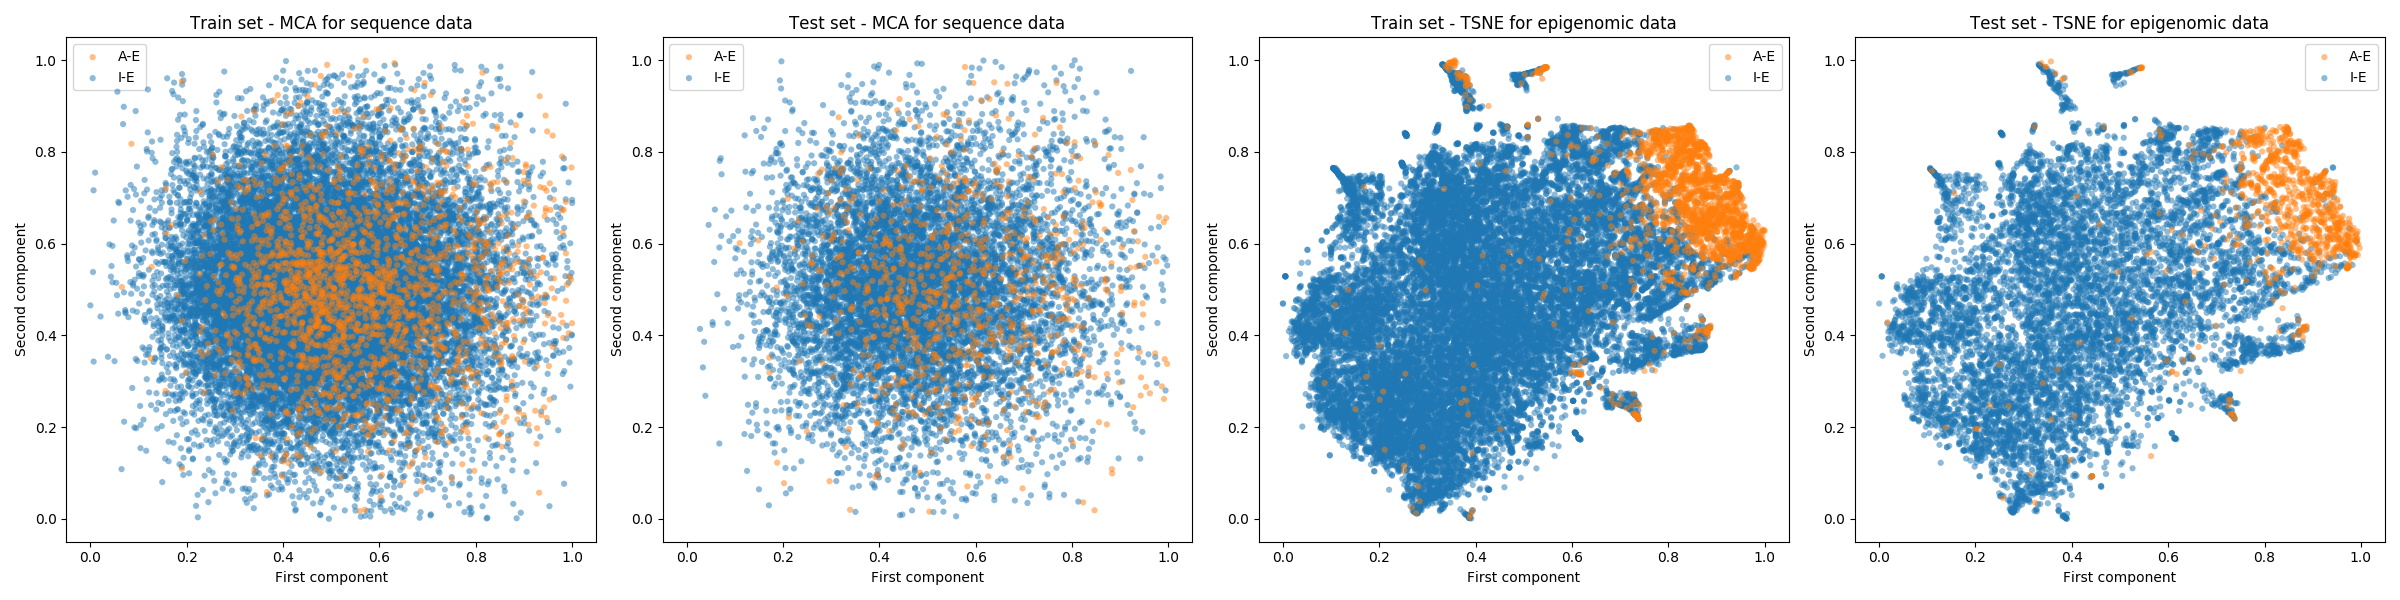 Train set - MCA for sequence data
A-E
I-E
1.0
0.8
0.6
0.4
0.2
0.0
Second component
0.0 0.2 0.4 0.6 0.8 1.0
First component
Test set - MCA for sequence data
A-E
I-E
1.0
0.8
0.6
0.4
0.2
0.0
Second component
0.0 0.2 0.4 0.6 0.8 1.0
First component
Train set - TSNE for epigenomic data
A-E
I-E
1.0
0.8
0.6
0.4
0.2
0.0
Second component
0.0 0.2 0.4 0.6 0.8 1.0
First component
Test set - TSNE for epigenomic data
A-E
I-E
1.0
0.8
0.6
0.4
0.2
0.0
Second component
0.0 0.2 0.4 0.6 0.8 1.0
First component